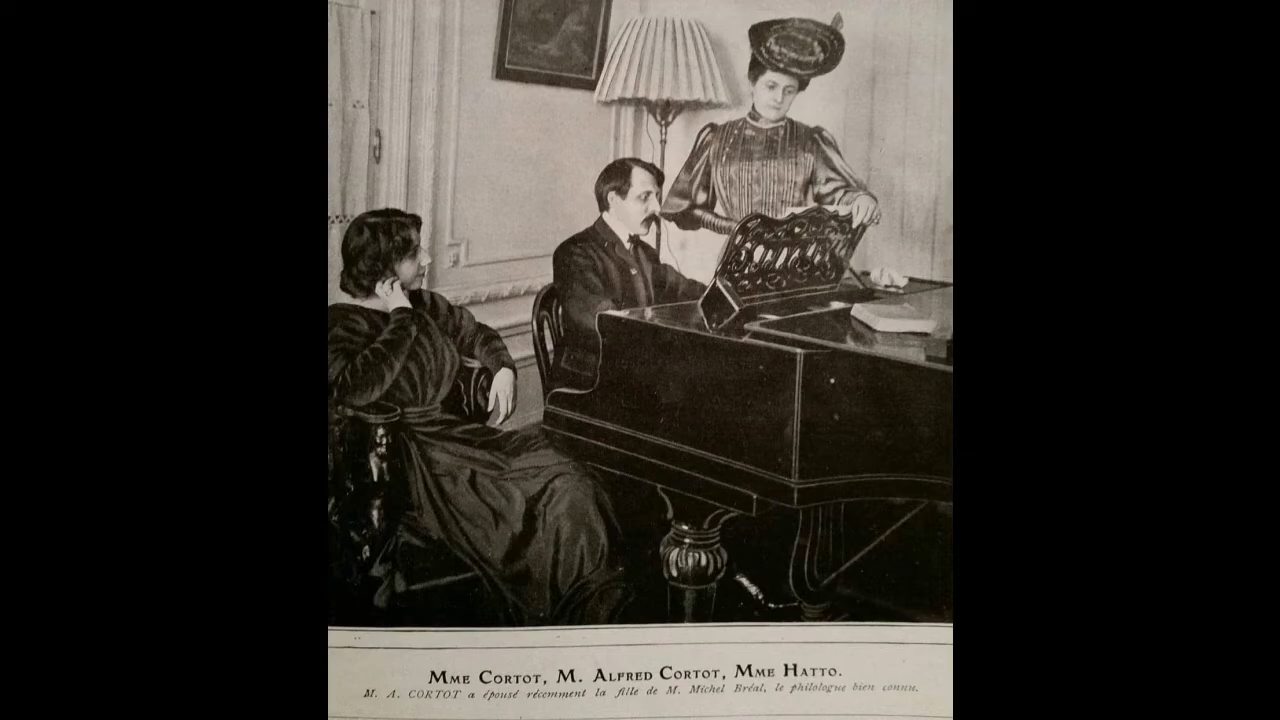 Mme Cortot, M. Alfred Cortot, Mme Hatto.
M. A. CORTOT a épousé récemment la fille de M. Michel Bréal, le philologue bien connu.